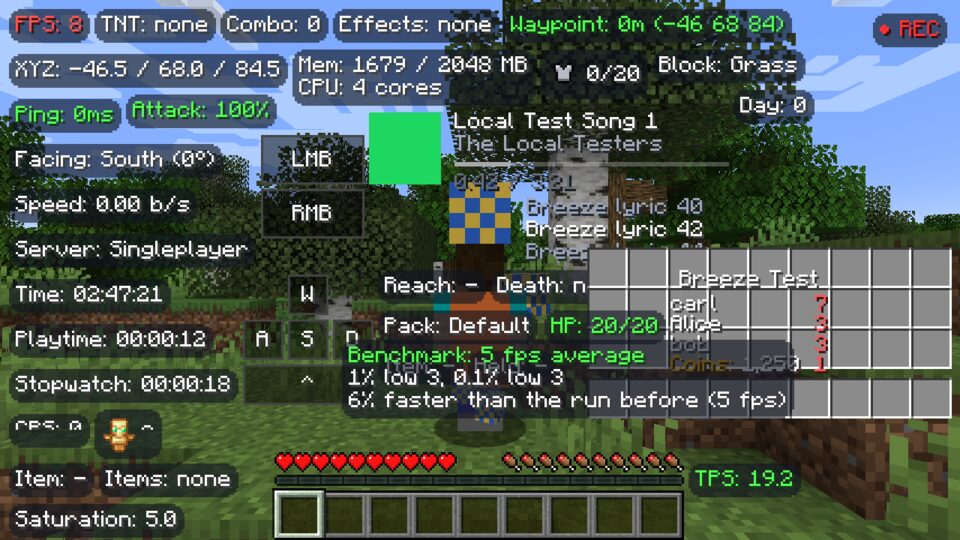 FPS: 8 TNT: none Combo: 0 Effects: none Waypoint: 0m (-46 68 84) REC
XYZ: -46.5 / 68.0 / 84.5 Mem: 1679 / 2048 MB
CPU: 4 cores
0/20 Block: Grass
Day: 0
Ping: 0ms Attack: 100%
Local Test Song 1
The Local Testers
Facing: South (0°) LMB
Speed: 0.00 b/s RMB
Breeze lyric 40
Breeze lyric 42
Server: Singleplayer
Breeze Test
Time: 02:47:21 W Reach: - Death:
carl 7
Alice 3
bob 3
Coins: 1,250 1
Playtime: 00:00:12 A S D Pack: Default HP: 20/20
Benchmark: 5 fps average
1% low 3, 0.1% low 3
6% faster than the run before (5 fps)
Stopwatch: 00:00:18 ^
Item: - Items: none TPS: 19.2
Saturation: 5.0